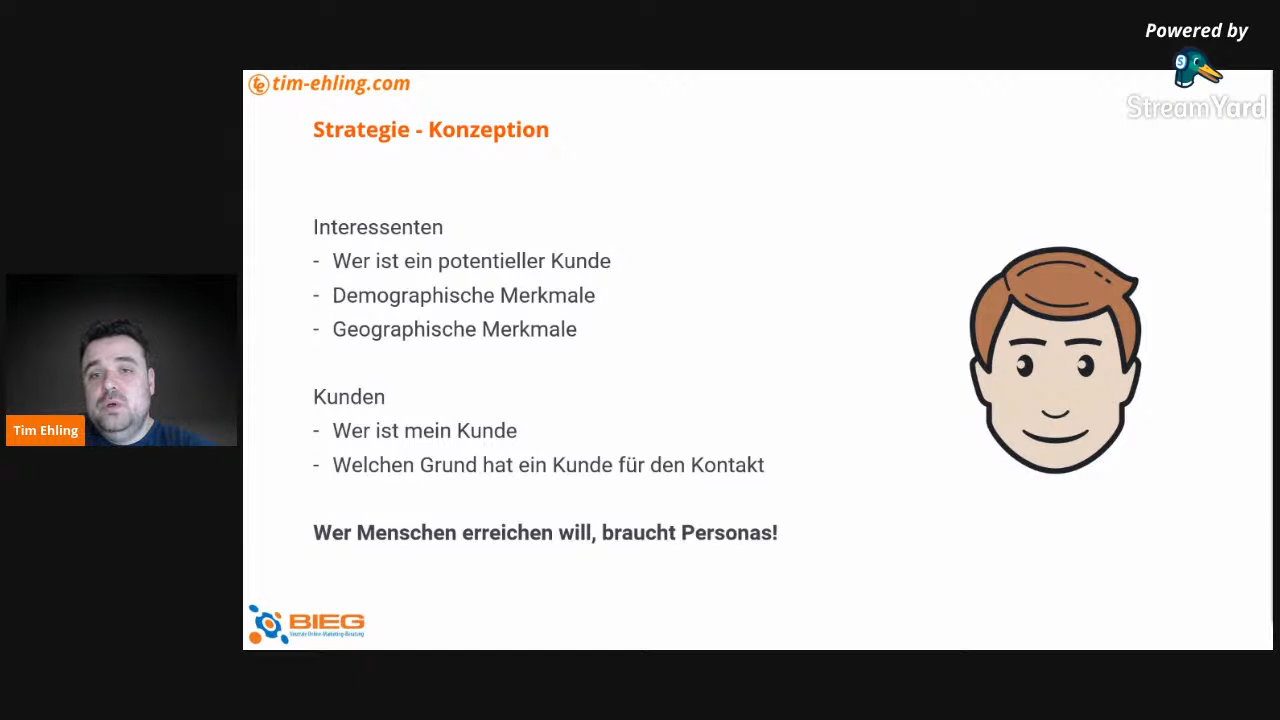 Powered by
StreamYard
tim-ehling.com
Strategie - Konzeption
Interessenten
- Wer ist ein potentieller Kunde
- Demographische Merkmale
- Geographische Merkmale
Kunden
- Wer ist mein Kunde
- Welchen Grund hat ein Kunde für den Kontakt
Wer Menschen erreichen will, braucht Personas!
Tim Ehling
BIEG